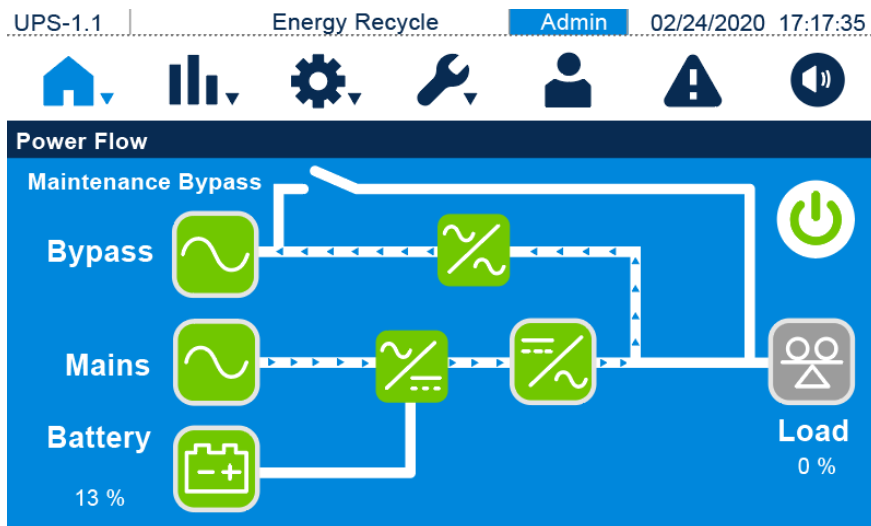 UPS-1.1 Energy Recycle Admin 02/24/2020 17:17:35
Power Flow
Maintenance Bypass
Bypass
Mains
Battery
13 %
Load
0 %